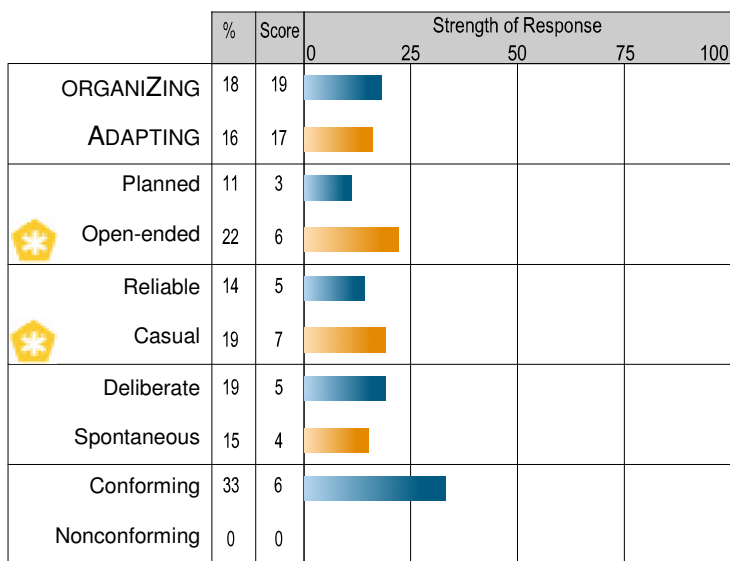 % Score Strength of Response
0 25 50 75 100
ORGANIZING 18 19
ADAPTING 16 17
Planned 11 3
Open-ended 22 6
Reliable 14 5
Casual 19 7
Deliberate 19 5
Spontaneous 15 4
Conforming 33 6
Nonconforming 0 0